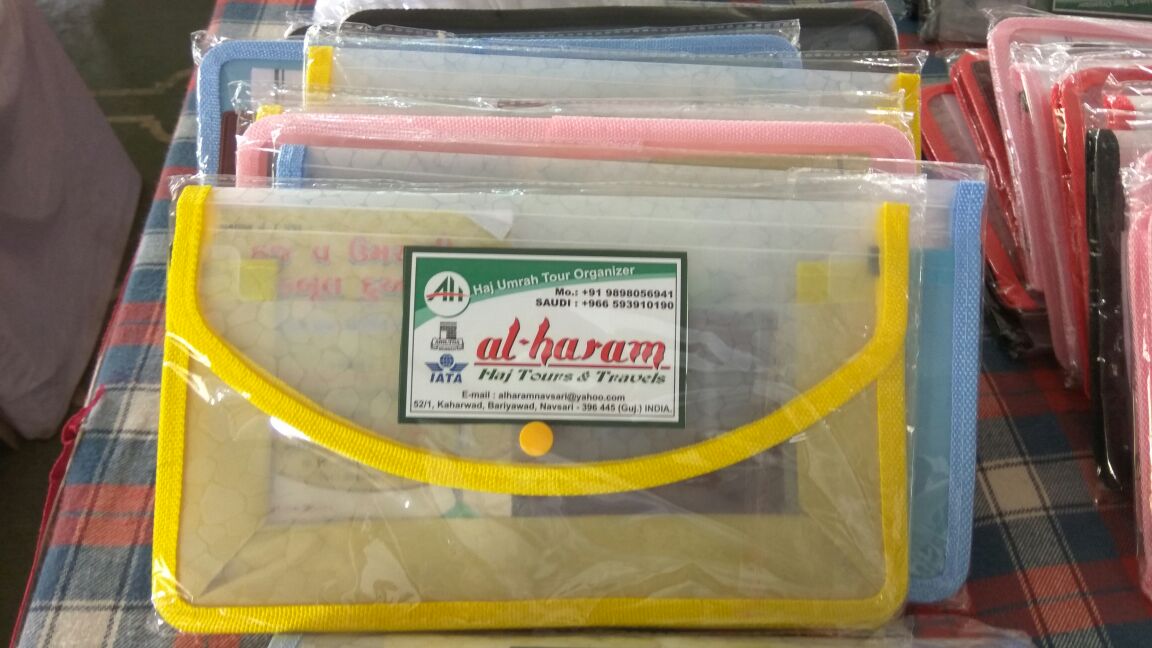 AH
Haj Umrah Tour Organizer
Mo.: +91 9898056941
SAUDI : +966 593910190
al-haram
Haj Tours & Travels
IATA
E-mail : alharamnavsari@yahoo.com
52/1, Kaharwad, Bariyawad, Navsari - 396 445 (Guj.) INDIA.